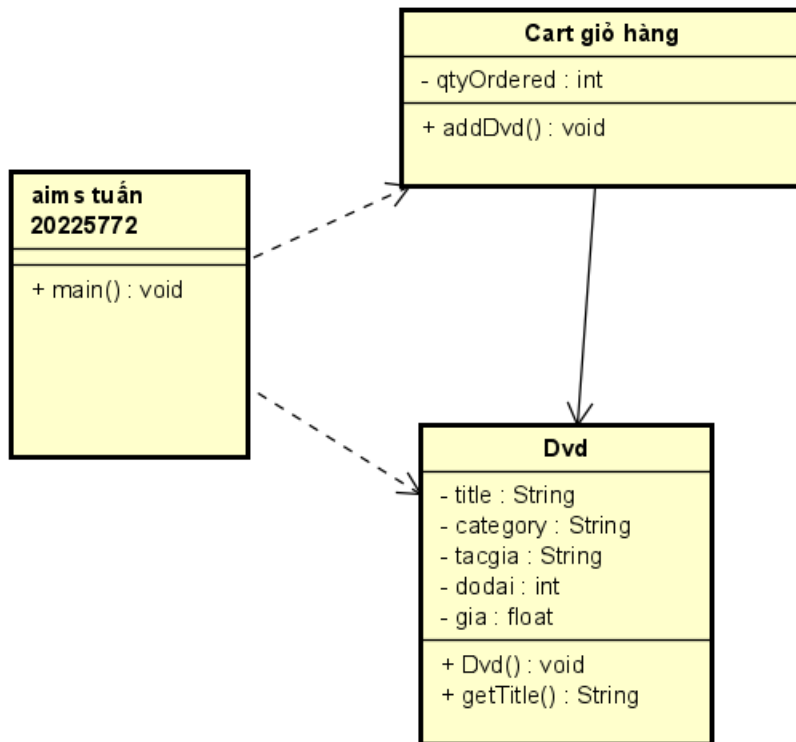 Cart giỏ hàng
- qtyOrdered : int
+ addDvd() : void
aims tuấn
20225772
+ main() : void
Dvd
- title : String
- category : String
- tacgia : String
- dodai : int
- gia : float
+ Dvd() : void
+ getTitle() : String